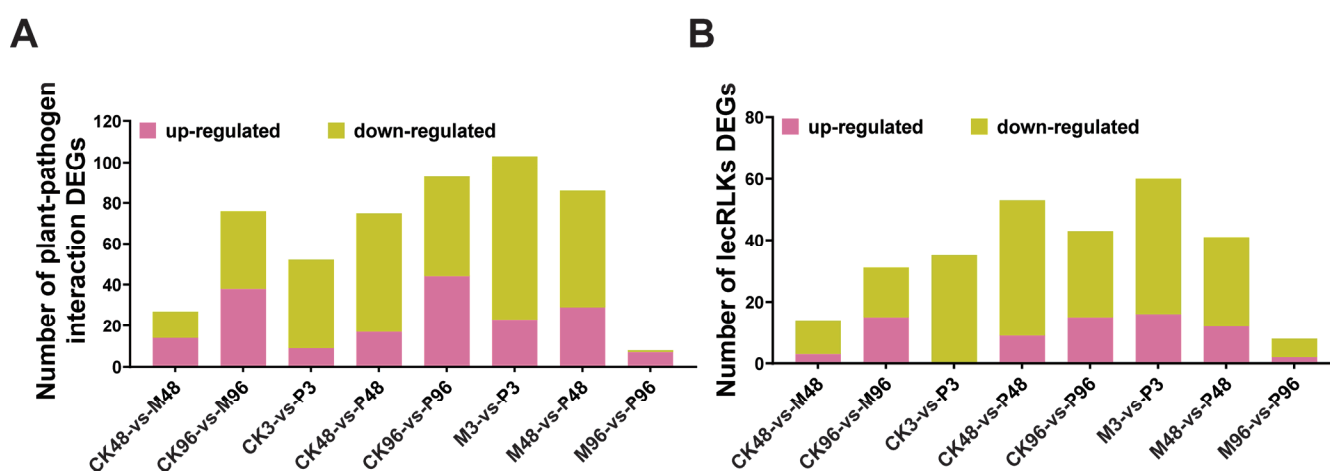 A
Number of plant-pathogen
interaction DEGs
up-regulated
down-regulated
120
100
80
60
40
20
0
CK48-vs-M48
CK96-vs-M96
CK3-vs-P3
CK48-vs-P48
CK96-vs-P96
M3-vs-P3
M48-vs-P48
M96-vs-P96
B
Number of lecRLKs DEGs
up-regulated
down-regulated
80
60
40
20
0
CK48-vs-M48
CK96-vs-M96
CK3-vs-P3
CK48-vs-P48
CK96-vs-P96
M3-vs-P3
M48-vs-P48
M96-vs-P96